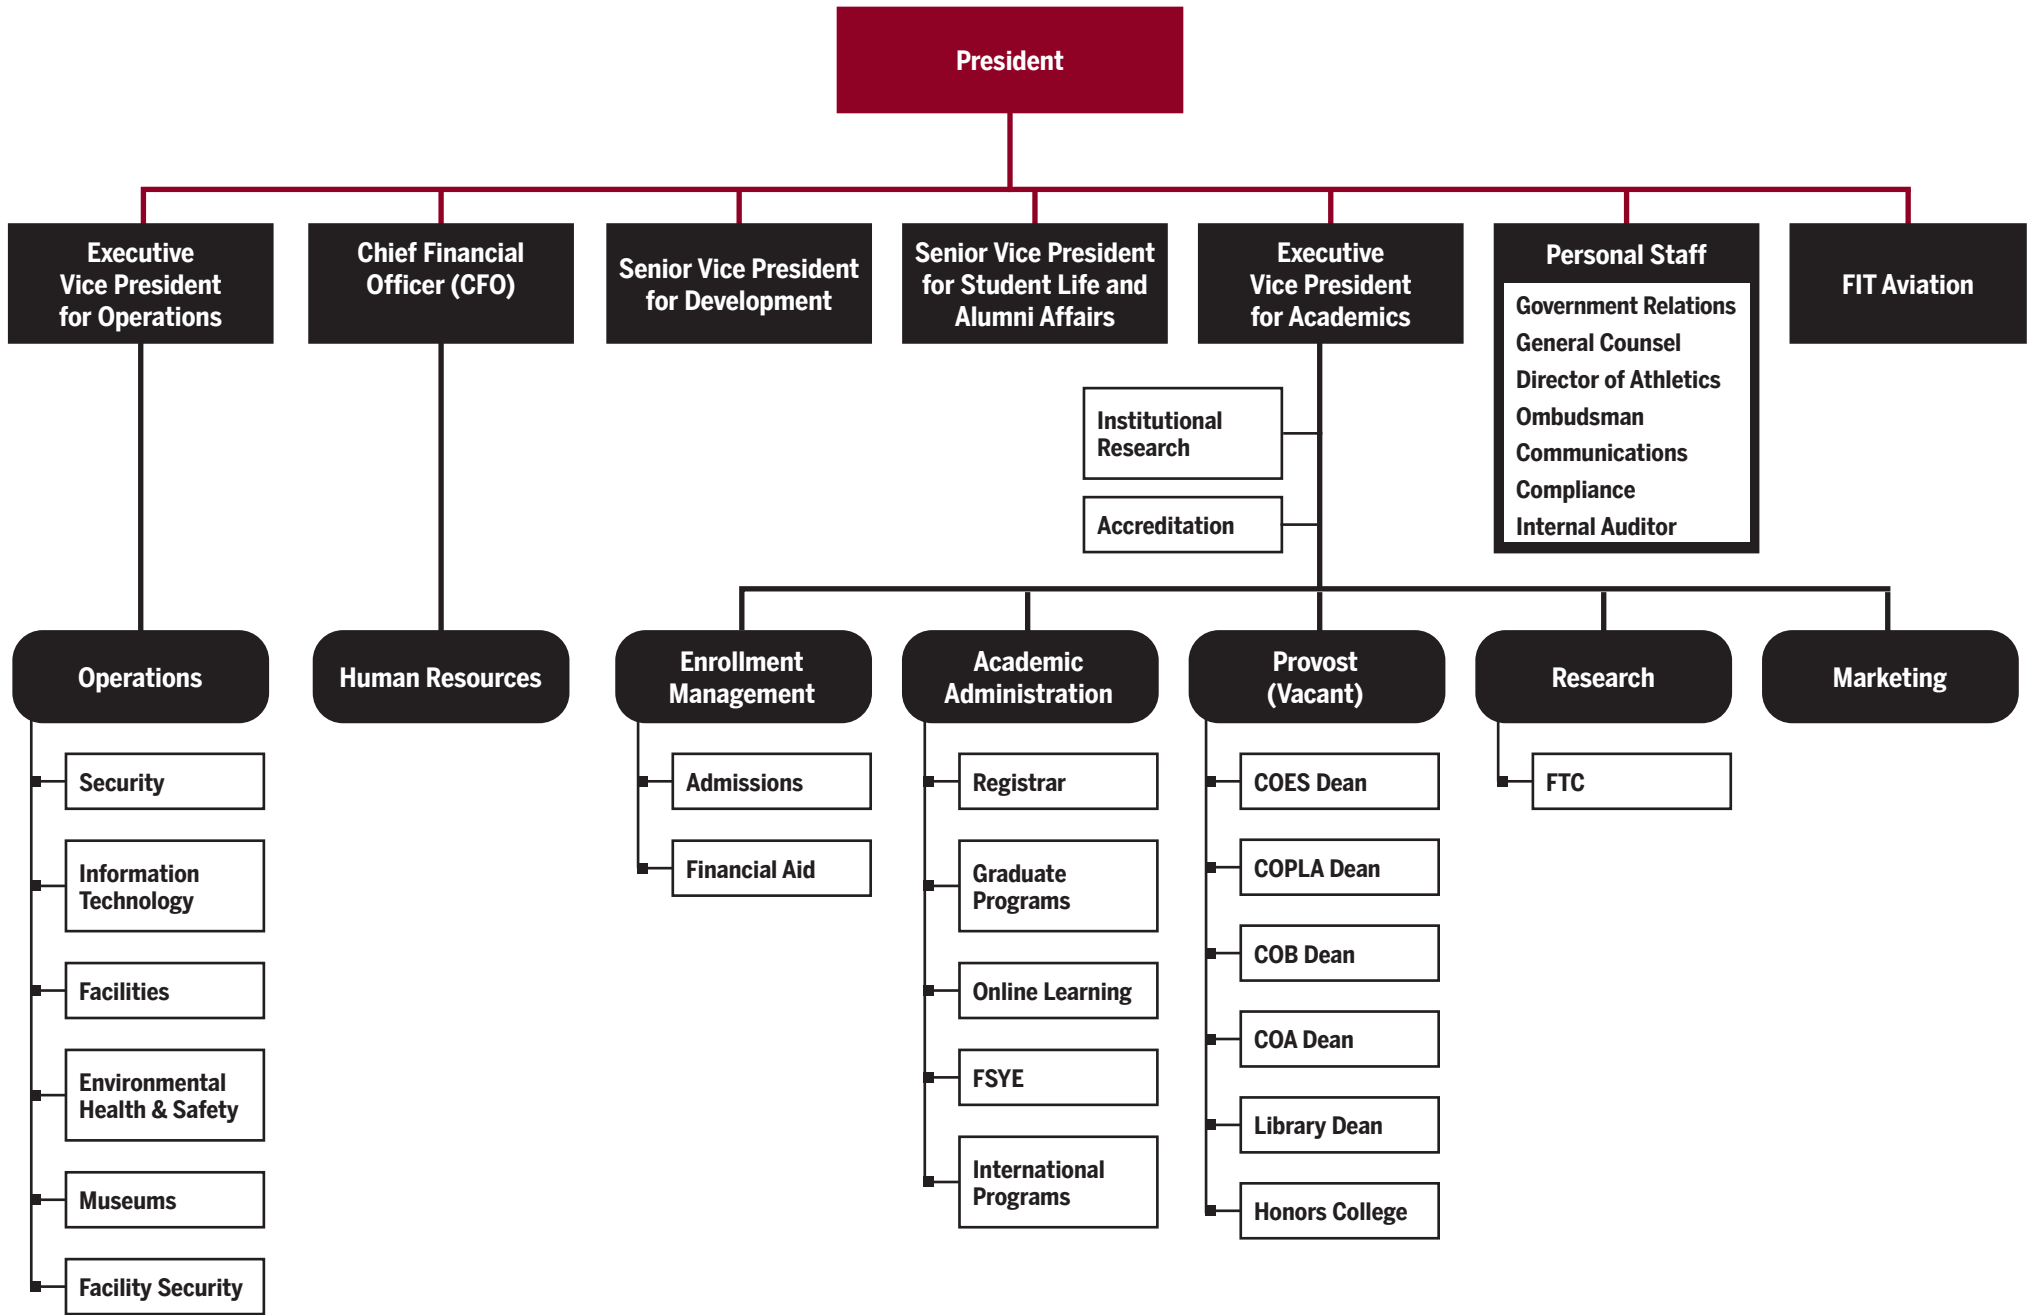 President
Executive
Vice President
for Operations
Chief Financial
Officer (CFO)
Senior Vice President
for Development
Senior Vice President
for Student Life and
Alumni Affairs
Executive
Vice President
for Academics
Personal Staff
Government Relations
General Counsel
Director of Athletics
Ombudsman
Communications
Compliance
Internal Auditor
FIT Aviation
Institutional
Research
Accreditation
Operations
Security
Information
Technology
Facilities
Environmental
Health & Safety
Museums
Facility Security
Human Resources
Enrollment
Management
Admissions
Financial Aid
Academic
Administration
Registrar
Graduate
Programs
Online Learning
FSYE
International
Programs
Provost
(Vacant)
COES Dean
COPLA Dean
COB Dean
COA Dean
Library Dean
Honors College
Research
FTC
Marketing